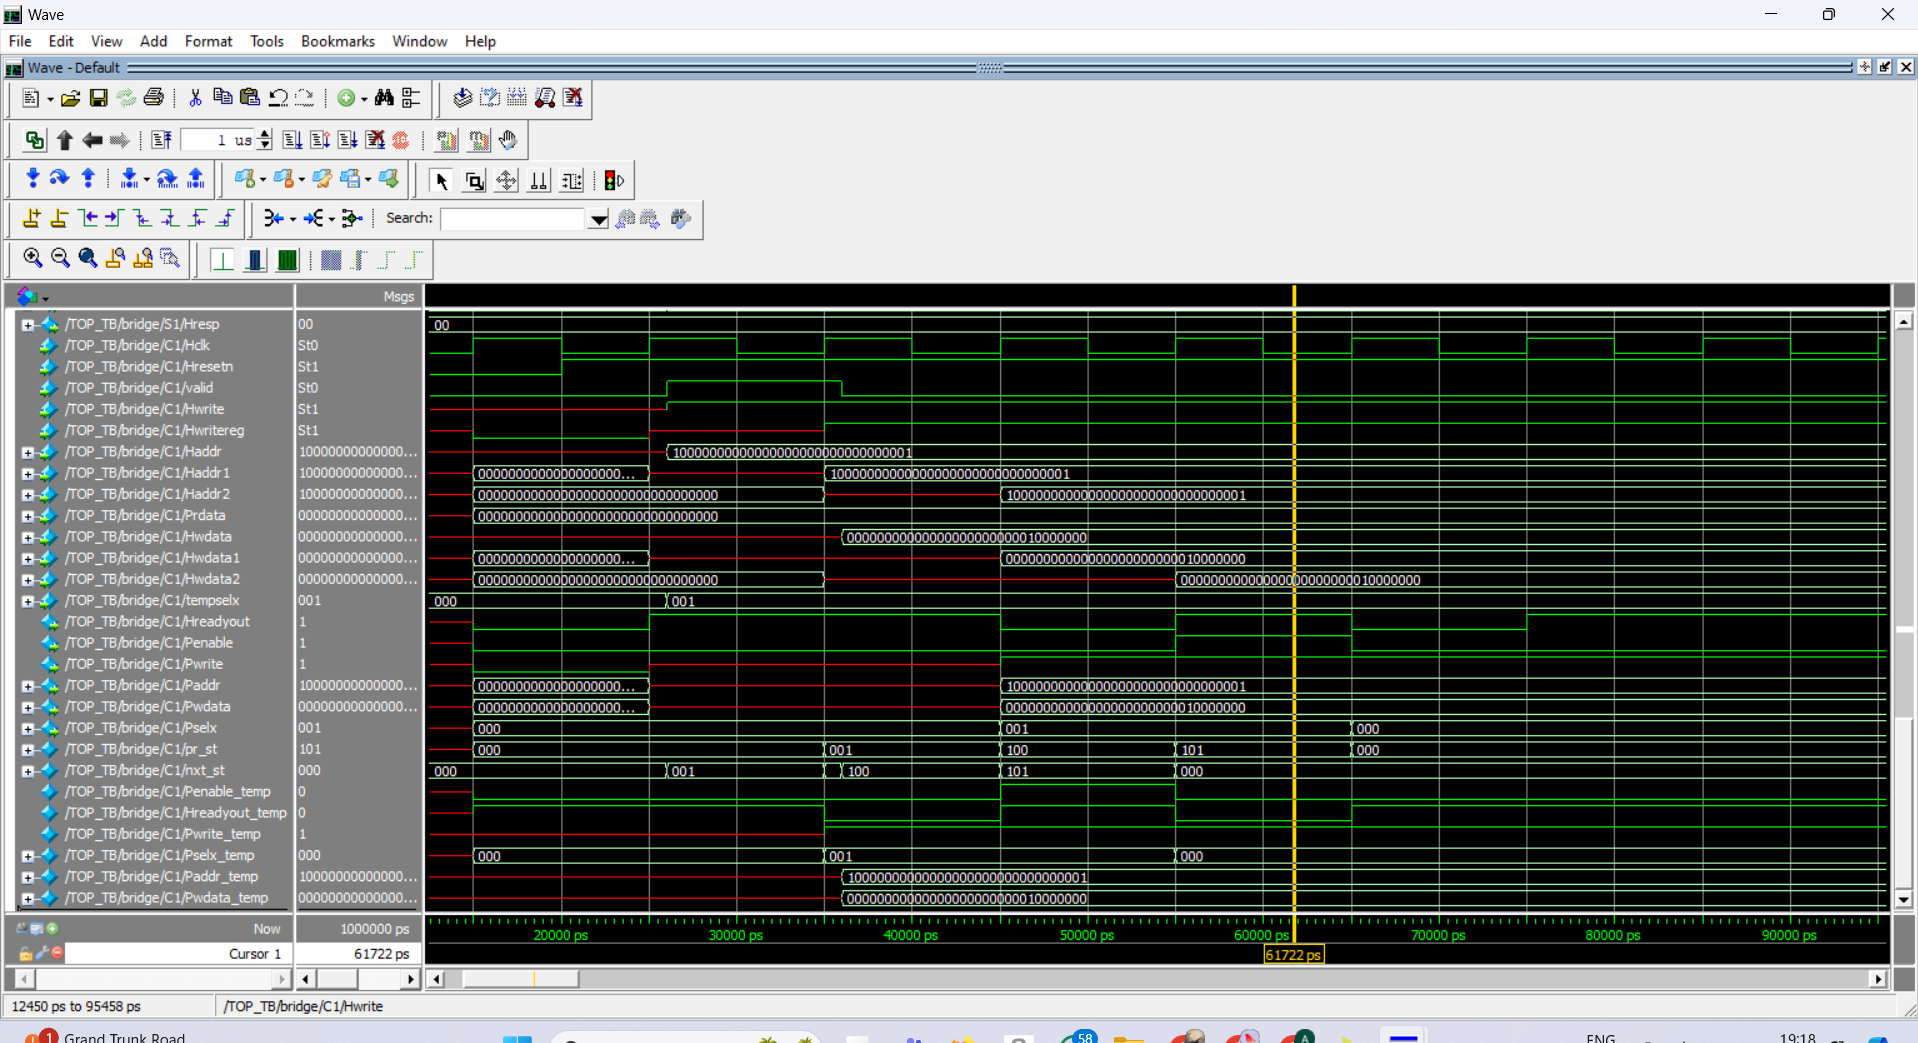 Wave
File Edit View Add Format Tools Bookmarks Window Help
Wave - Default
1 us
Search:
Msgs
/TOP_TB/bridge/S1/Hresp 00 00
/TOP_TB/bridge/C1/Hclk St0
/TOP_TB/bridge/C1/Hresetn St1
/TOP_TB/bridge/C1/valid St0
/TOP_TB/bridge/C1/Hwrite St1
/TOP_TB/bridge/C1/Hwritereg St1
/TOP_TB/bridge/C1/Haddr 10000000000000... 10000000000000000000000000000001
/TOP_TB/bridge/C1/Haddr1 10000000000000... 0000000000000000000... 10000000000000000000000000000001
/TOP_TB/bridge/C1/Haddr2 10000000000000... 00000000000000000000000000000000 10000000000000000000000000000001
/TOP_TB/bridge/C1/Prdata 00000000000000... 00000000000000000000000000000000
/TOP_TB/bridge/C1/Hwdata 00000000000000... 00000000000000000000000010000000
/TOP_TB/bridge/C1/Hwdata1 00000000000000... 0000000000000000000... 00000000000000000000000010000000
/TOP_TB/bridge/C1/Hwdata2 00000000000000... 00000000000000000000000000000000 00000000000000000000000010000000
/TOP_TB/bridge/C1/tempselx 001 000 001
/TOP_TB/bridge/C1/Hreadyout 1
/TOP_TB/bridge/C1/Penable 1
/TOP_TB/bridge/C1/Pwrite 1
/TOP_TB/bridge/C1/Paddr 10000000000000... 0000000000000000000... 10000000000000000000000000000001
/TOP_TB/bridge/C1/Pwdata 00000000000000... 0000000000000000000... 00000000000000000000000010000000
/TOP_TB/bridge/C1/Pselx 001 000 001 000
/TOP_TB/bridge/C1/pr_st 101 000 001 100 101 000
/TOP_TB/bridge/C1/nxt_st 000 000 001 100 101 000
/TOP_TB/bridge/C1/Penable_temp 0
/TOP_TB/bridge/C1/Hreadyout_temp 0
/TOP_TB/bridge/C1/Pwrite_temp 1
/TOP_TB/bridge/C1/Pselx_temp 000 000 001 000
/TOP_TB/bridge/C1/Paddr_temp 10000000000000... 10000000000000000000000000000001
/TOP_TB/bridge/C1/Pwdata_temp 00000000000000... 00000000000000000000000010000000
Now 1000000 ps 20000 ps 30000 ps 40000 ps 50000 ps 60000 ps 70000 ps 80000 ps 90000 ps
Cursor 1 61722 ps 61722 ps
12450 ps to 95458 ps /TOP_TB/bridge/C1/Hwrite
1 Grand Trunk Road 58 A ENG 19:18